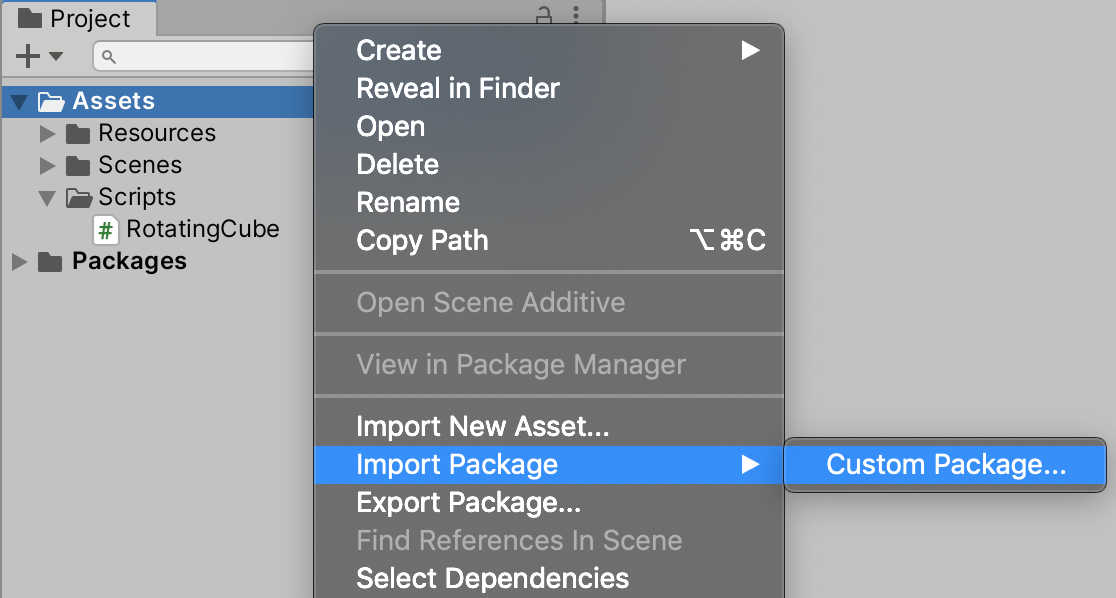 Project
Assets
Resources
Scenes
Scripts
# RotatingCube
Packages
Create
Reveal in Finder
Open
Delete
Rename
Copy Path ⌥⌘C
Open Scene Additive
View in Package Manager
Import New Asset...
Import Package
Custom Package...
Export Package...
Find References In Scene
Select Dependencies